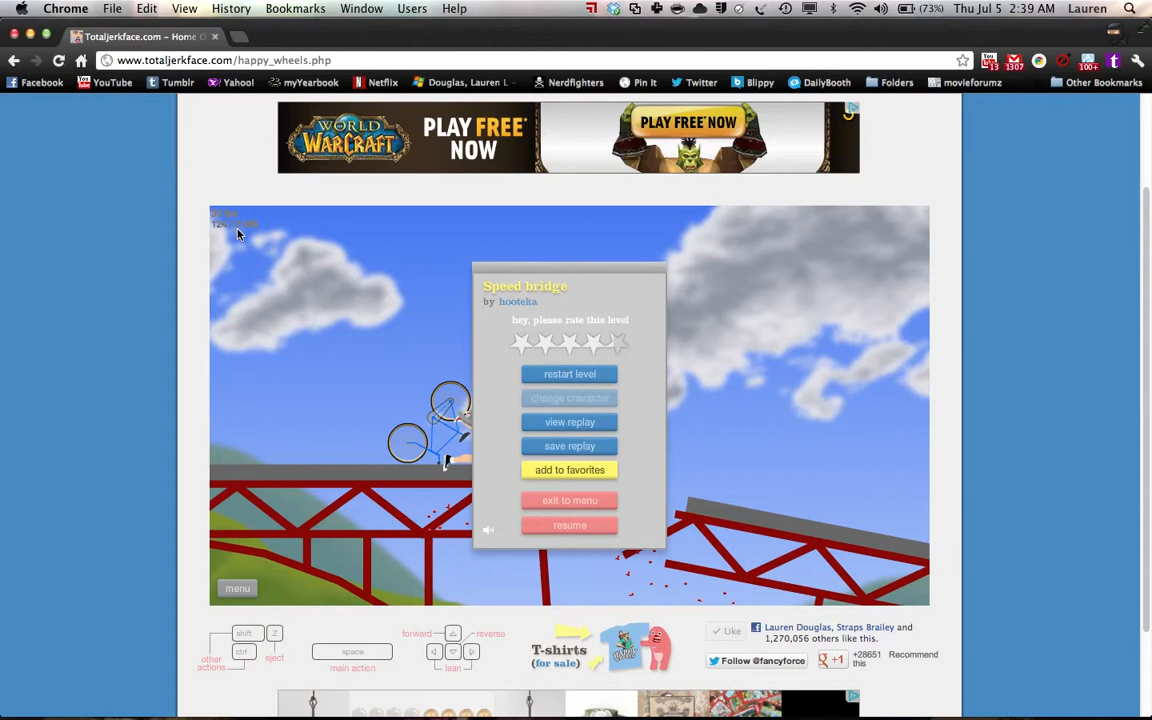 Chrome File Edit View History Bookmarks Window Users Help (73%) Thu Jul 5 2:39 AM Lauren
Totaljerkface.com - Home
www.totaljerkface.com/happy_wheels.php
13 1307 100+ t
Facebook YouTube Tumblr Yahoo! myYearbook Netflix Douglas, Lauren L Nerdfighters Pin It Twitter Blippy DailyBooth Folders movieforumz Other Bookmarks
WORLD OF WARCRAFT PLAY FREE* NOW PLAY FREE NOW
Speed bridge
by hooteka
hey, please rate this level
restart level
change character
view replay
save replay
add to favorites
exit to menu
resume
menu
shift Z
ctrl
other actions
eject
space
main action
forward reverse
lean
T-shirts
(for sale)
Like Lauren Douglas, Straps Brailey and
1,270,056 others like this.
Follow @fancyforce +1 +28651 Recommend
this